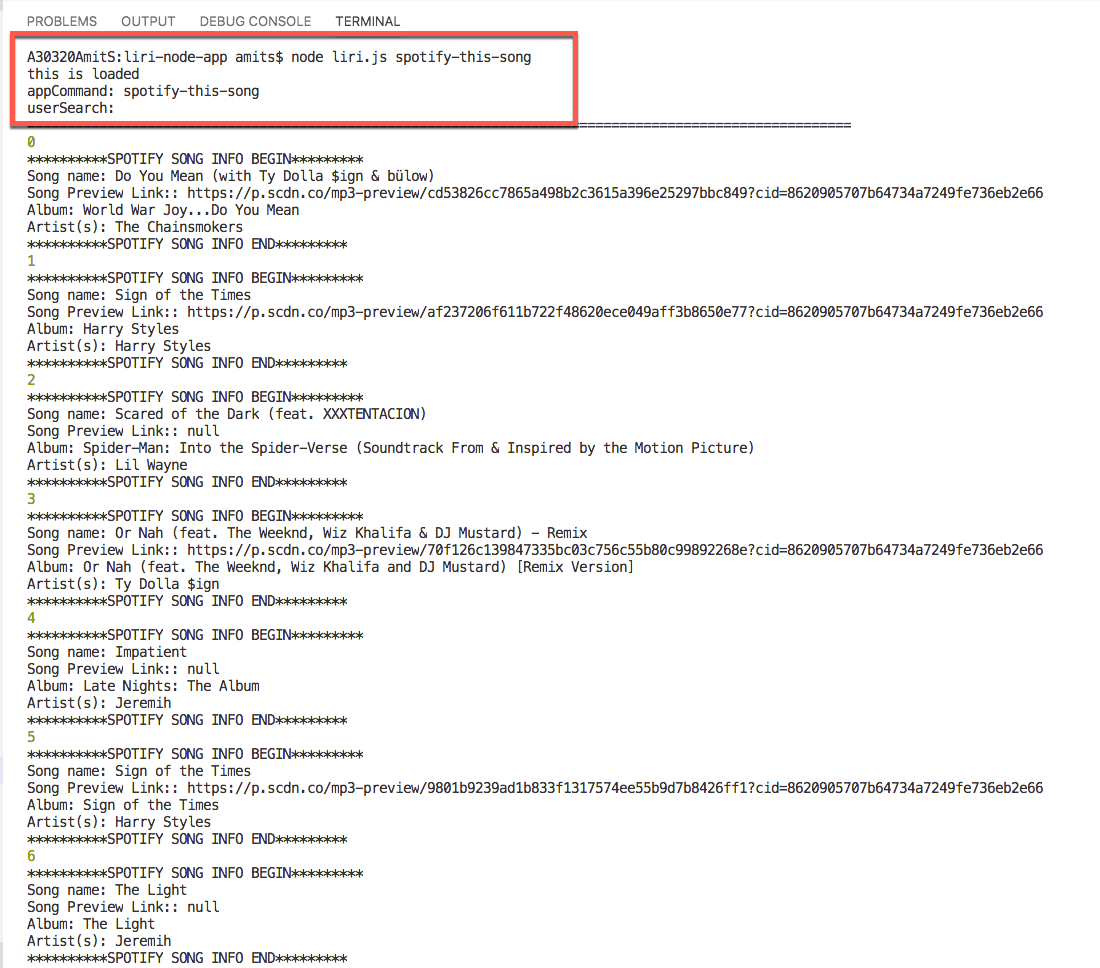 PROBLEMS OUTPUT DEBUG CONSOLE TERMINAL
A30320AmitS:liri-node-app amits$ node liri.js spotify-this-song
this is loaded
appCommand: spotify-this-song
userSearch:
==================================================================================================
0
**********SPOTIFY SONG INFO BEGIN*********
Song name: Do You Mean (with Ty Dolla $ign & bülow)
Song Preview Link:: https://p.scdn.co/mp3-preview/cd53826cc7865a498b2c3615a396e25297bbc849?cid=8620905707b64734a7249fe736eb2e66
Album: World War Joy...Do You Mean
Artist(s): The Chainsmokers
**********SPOTIFY SONG INFO END*********
1
**********SPOTIFY SONG INFO BEGIN*********
Song name: Sign of the Times
Song Preview Link:: https://p.scdn.co/mp3-preview/af237206f611b722f48620ece049aff3b8650e77?cid=8620905707b64734a7249fe736eb2e66
Album: Harry Styles
Artist(s): Harry Styles
**********SPOTIFY SONG INFO END*********
2
**********SPOTIFY SONG INFO BEGIN*********
Song name: Scared of the Dark (feat. XXXTENTACION)
Song Preview Link:: null
Album: Spider-Man: Into the Spider-Verse (Soundtrack From & Inspired by the Motion Picture)
Artist(s): Lil Wayne
**********SPOTIFY SONG INFO END*********
3
**********SPOTIFY SONG INFO BEGIN*********
Song name: Or Nah (feat. The Weeknd, Wiz Khalifa & DJ Mustard) - Remix
Song Preview Link:: https://p.scdn.co/mp3-preview/70f126c139847335bc03c756c55b80c99892268e?cid=8620905707b64734a7249fe736eb2e66
Album: Or Nah (feat. The Weeknd, Wiz Khalifa and DJ Mustard) [Remix Version]
Artist(s): Ty Dolla $ign
**********SPOTIFY SONG INFO END*********
4
**********SPOTIFY SONG INFO BEGIN*********
Song name: Impatient
Song Preview Link:: null
Album: Late Nights: The Album
Artist(s): Jeremih
**********SPOTIFY SONG INFO END*********
5
**********SPOTIFY SONG INFO BEGIN*********
Song name: Sign of the Times
Song Preview Link:: https://p.scdn.co/mp3-preview/9801b9239ad1b833f1317574ee55b9d7b8426ff1?cid=8620905707b64734a7249fe736eb2e66
Album: Sign of the Times
Artist(s): Harry Styles
**********SPOTIFY SONG INFO END*********
6
**********SPOTIFY SONG INFO BEGIN*********
Song name: The Light
Song Preview Link:: null
Album: The Light
Artist(s): Jeremih
**********SPOTIFY SONG INFO END*********